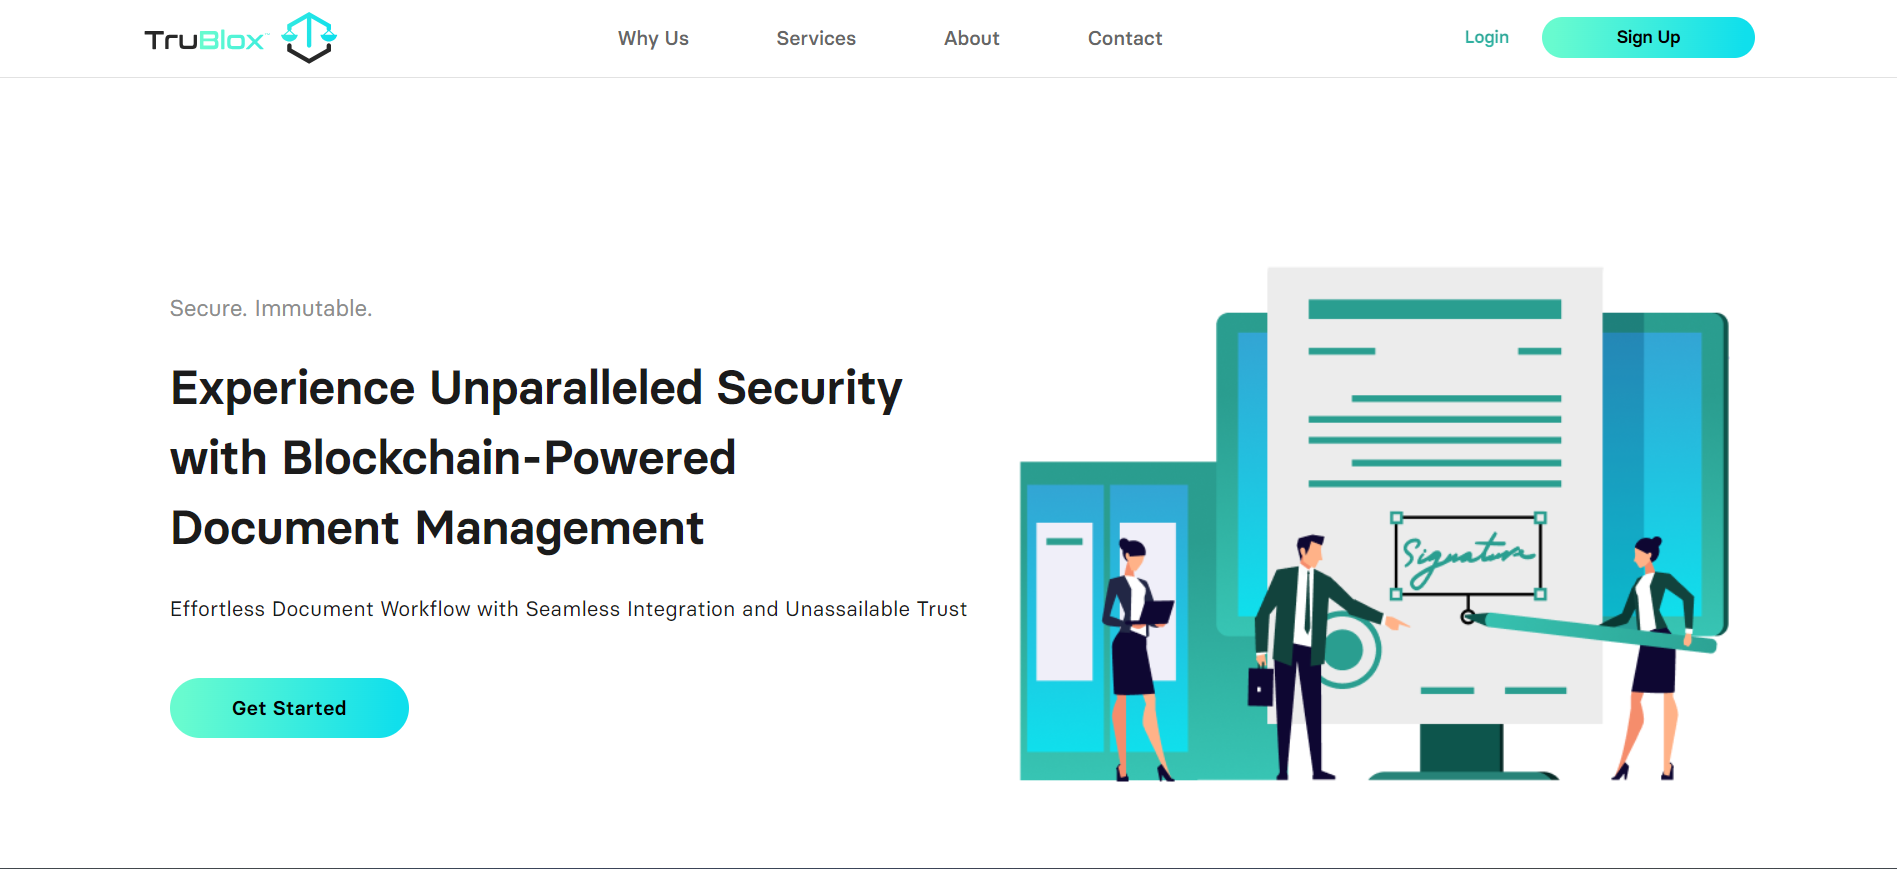 TruBlox™
Why Us
Services
About
Contact
Login
Sign Up
Secure. Immutable.
Experience Unparalleled Security
with Blockchain-Powered
Document Management
Effortless Document Workflow with Seamless Integration and Unassailable Trust
Get Started
Signature